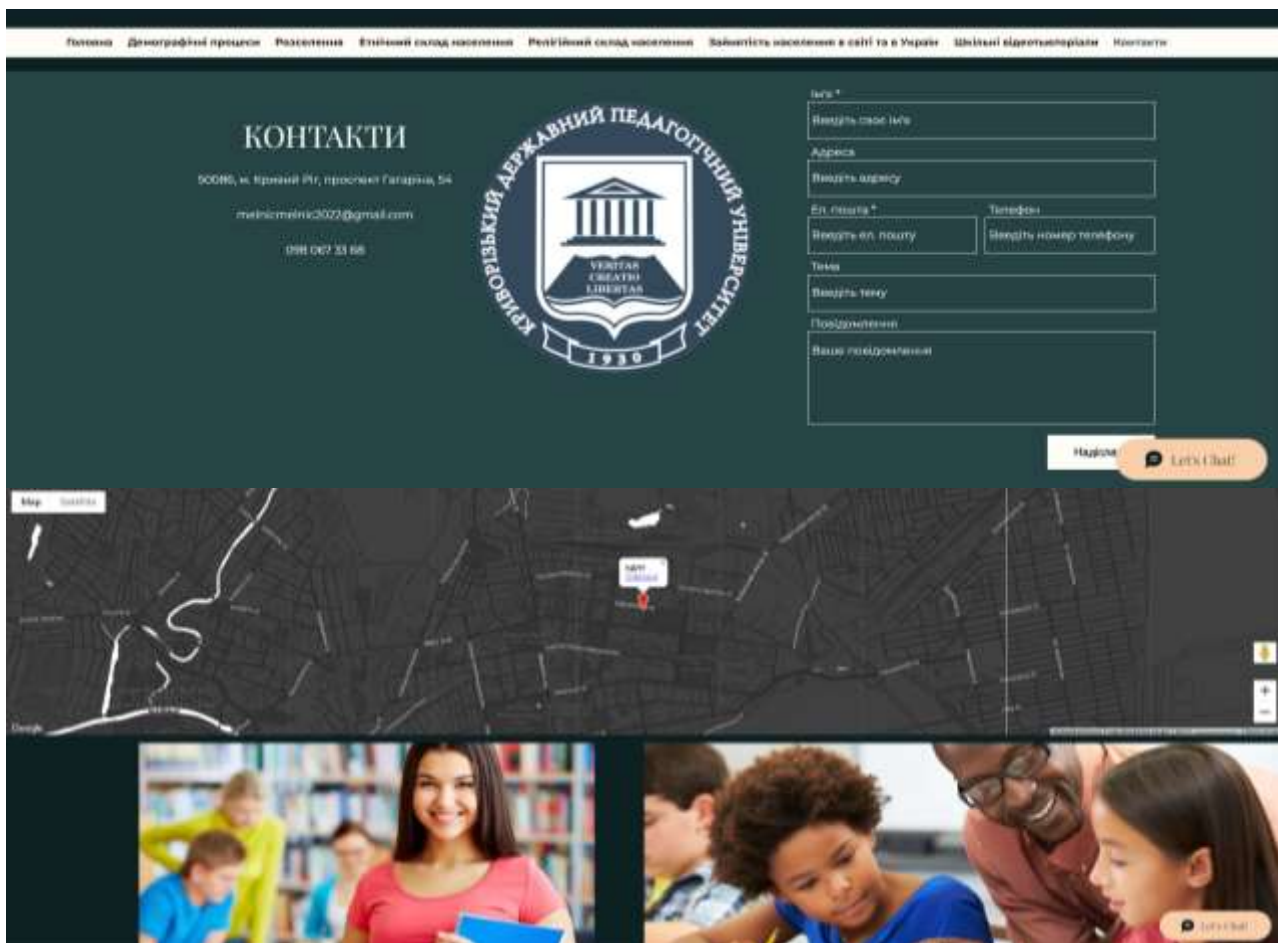 Головна Демографічні процеси Розселення Етнічний склад населення Релігійний склад населення Зайнятість населення в світі та в Україн Шкільні відеотьюторіали Контакти
КОНТАКТИ
50086, м. Кривий Ріг, проспект Гагаріна, 54
melnicmelnic2022@gmail.com
098 067 33 68
КРИВОРІЗЬКИЙ ДЕРЖАВНИЙ ПЕДАГОГІЧНИЙ УНІВЕРСИТЕТ
VERITAS
CREATIO
LIBERTAS
1930
Ім'я *
Введіть своє ім'я
Адреса
Введіть адресу
Ел. пошта * Телефон
Введіть ел. пошту Введіть номер телефону
Тема
Введіть тему
Повідомлення
Ваше повідомлення
Let's Chat!
Map Satellite
Google
Let's Chat!